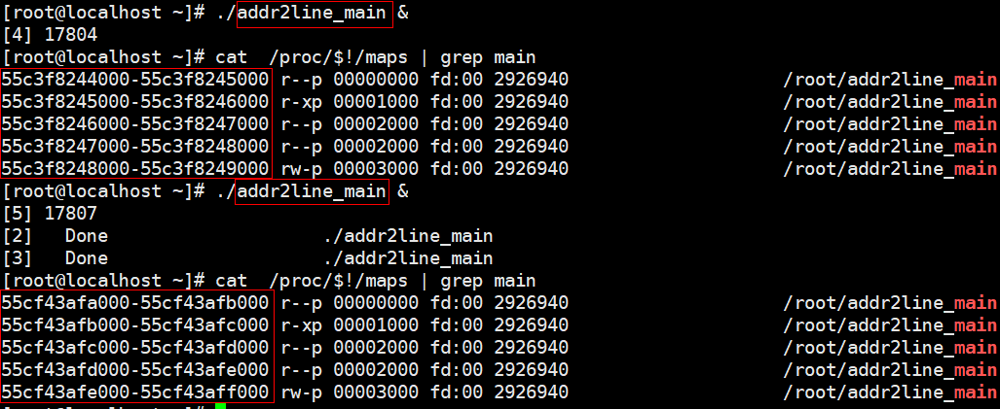 [root@localhost ~]# ./addr2line_main &
[4] 17804
[root@localhost ~]# cat  /proc/$!/maps | grep main
55c3f8244000-55c3f8245000 r--p 00000000 fd:00 2926940                    /root/addr2line_main
55c3f8245000-55c3f8246000 r-xp 00001000 fd:00 2926940                    /root/addr2line_main
55c3f8246000-55c3f8247000 r--p 00002000 fd:00 2926940                    /root/addr2line_main
55c3f8247000-55c3f8248000 r--p 00002000 fd:00 2926940                    /root/addr2line_main
55c3f8248000-55c3f8249000 rw-p 00003000 fd:00 2926940                    /root/addr2line_main
[root@localhost ~]# ./addr2line_main &
[5] 17807
[2]   Done                    ./addr2line_main
[3]   Done                    ./addr2line_main
[root@localhost ~]# cat  /proc/$!/maps | grep main
55cf43afa000-55cf43afb000 r--p 00000000 fd:00 2926940                    /root/addr2line_main
55cf43afb000-55cf43afc000 r-xp 00001000 fd:00 2926940                    /root/addr2line_main
55cf43afc000-55cf43afd000 r--p 00002000 fd:00 2926940                    /root/addr2line_main
55cf43afd000-55cf43afe000 r--p 00002000 fd:00 2926940                    /root/addr2line_main
55cf43afe000-55cf43aff000 rw-p 00003000 fd:00 2926940                    /root/addr2line_main
[root@localhost ~]#